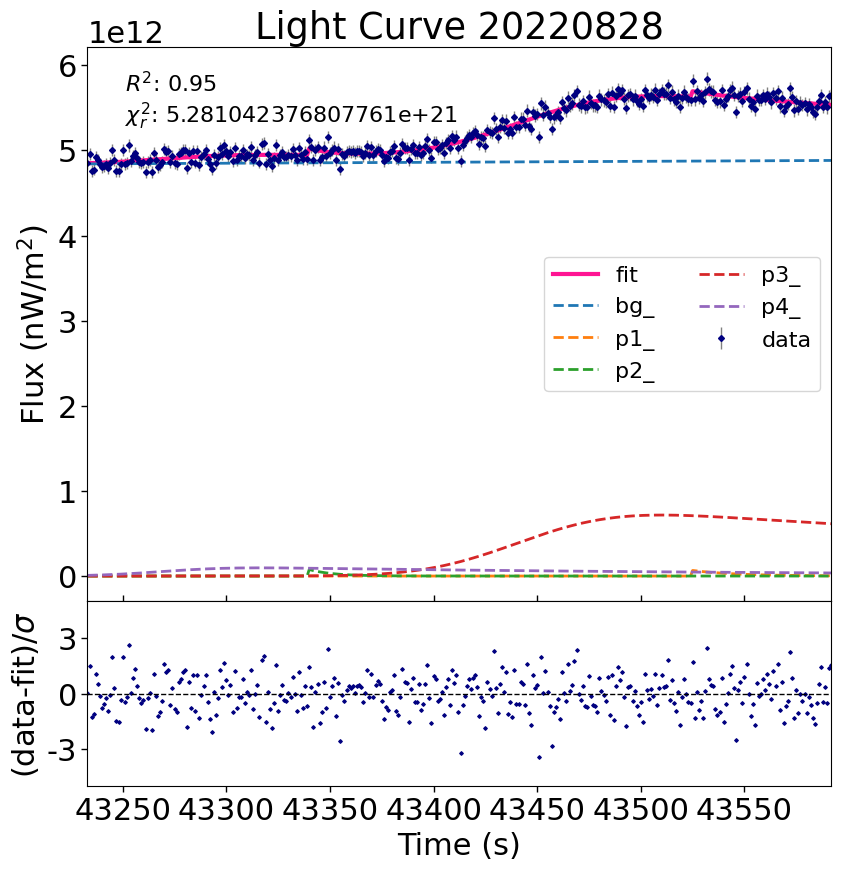 Light Curve 20220828
1e12
R²: 0.95
χ²ᵣ: 5.281042376807761e+21
6
5
4
3
2
1
0
Flux (nW/m²)
fit
bg_
p1_
p2_
p3_
p4_
data
(data-fit)/σ
3
0
-3
43250 43300 43350 43400 43450 43500 43550
Time (s)